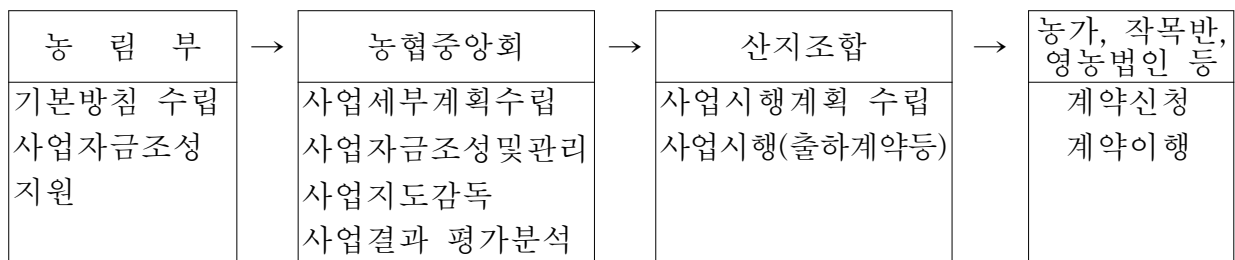 농 림 부 → 농협중앙회 → 산지조합 → 농가, 작목반,
영농법인 등
기본방침 수립
사업자금조성
지원
사업세부계획수립
사업자금조성및관리
사업지도감독
사업결과 평가분석
사업시행계획 수립
사업시행(출하계약등)
계약신청
계약이행